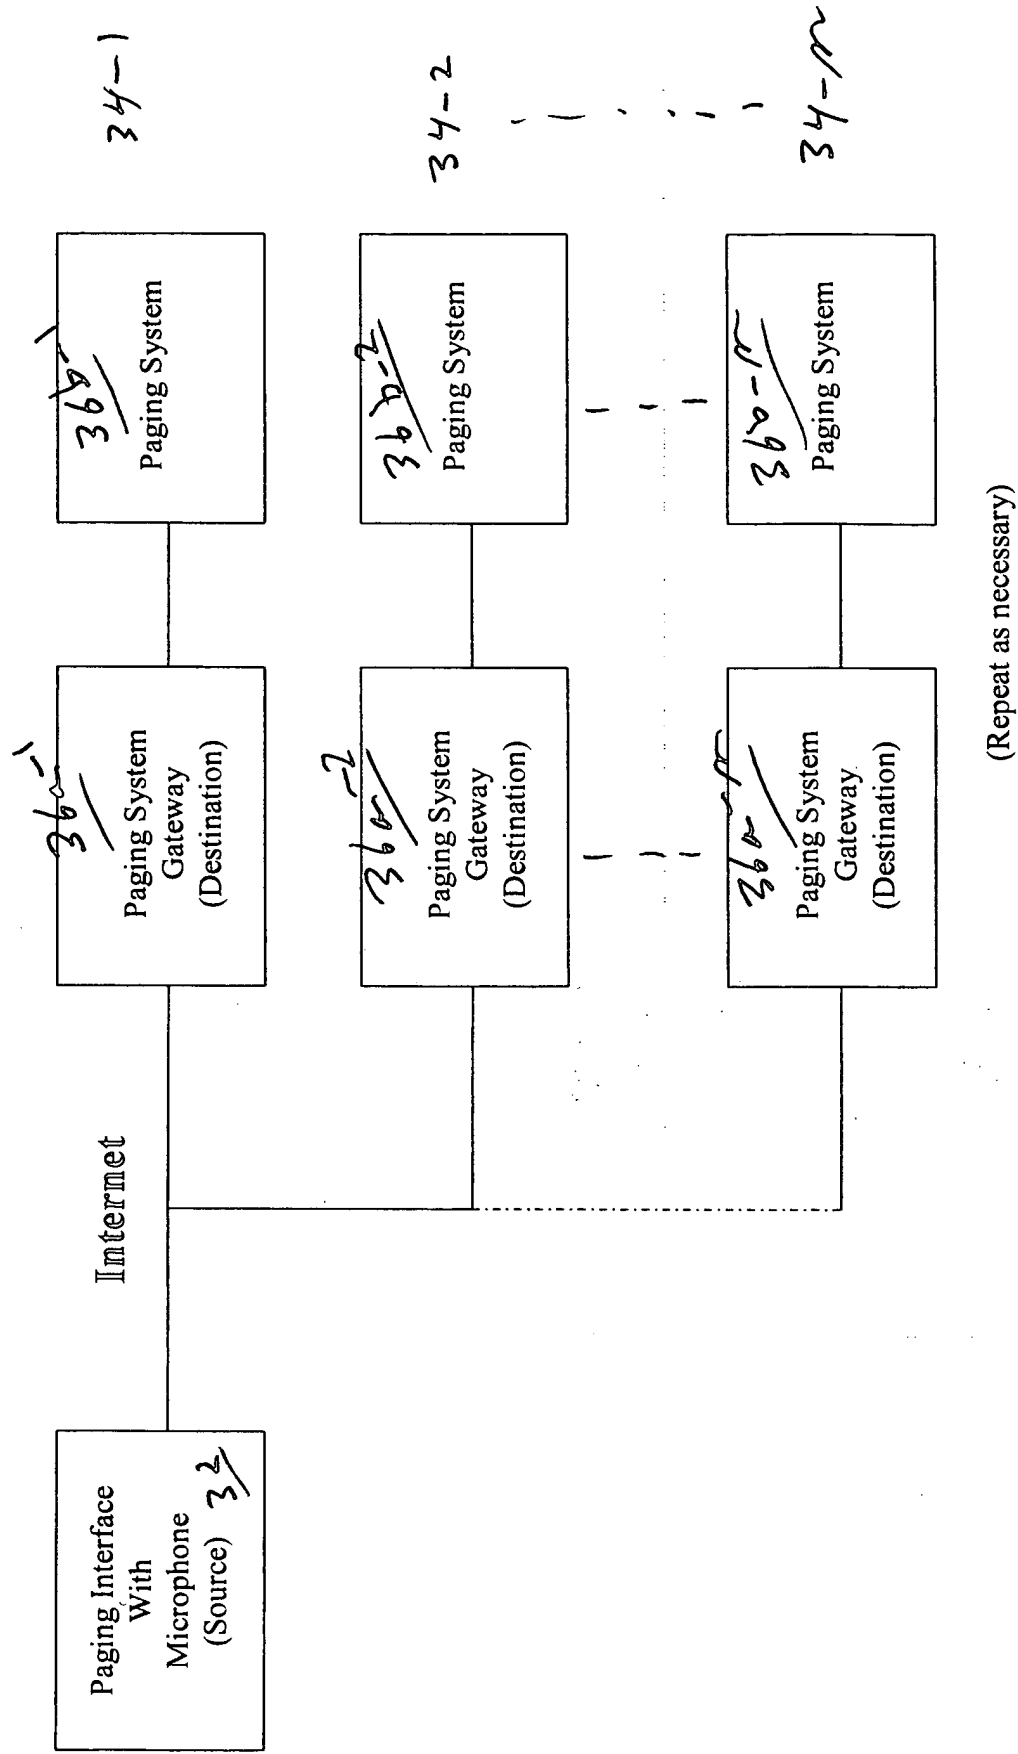 Paging Interface
With
Microphone
(Source) 32
Internet
36a-1
Paging System
Gateway
(Destination)
36b-1
Paging System
34-1
36a-2
Paging System
Gateway
(Destination)
36b-2
Paging System
34-2
36a-n
Paging System
Gateway
(Destination)
36b-n
Paging System
34-n
(Repeat as necessary)